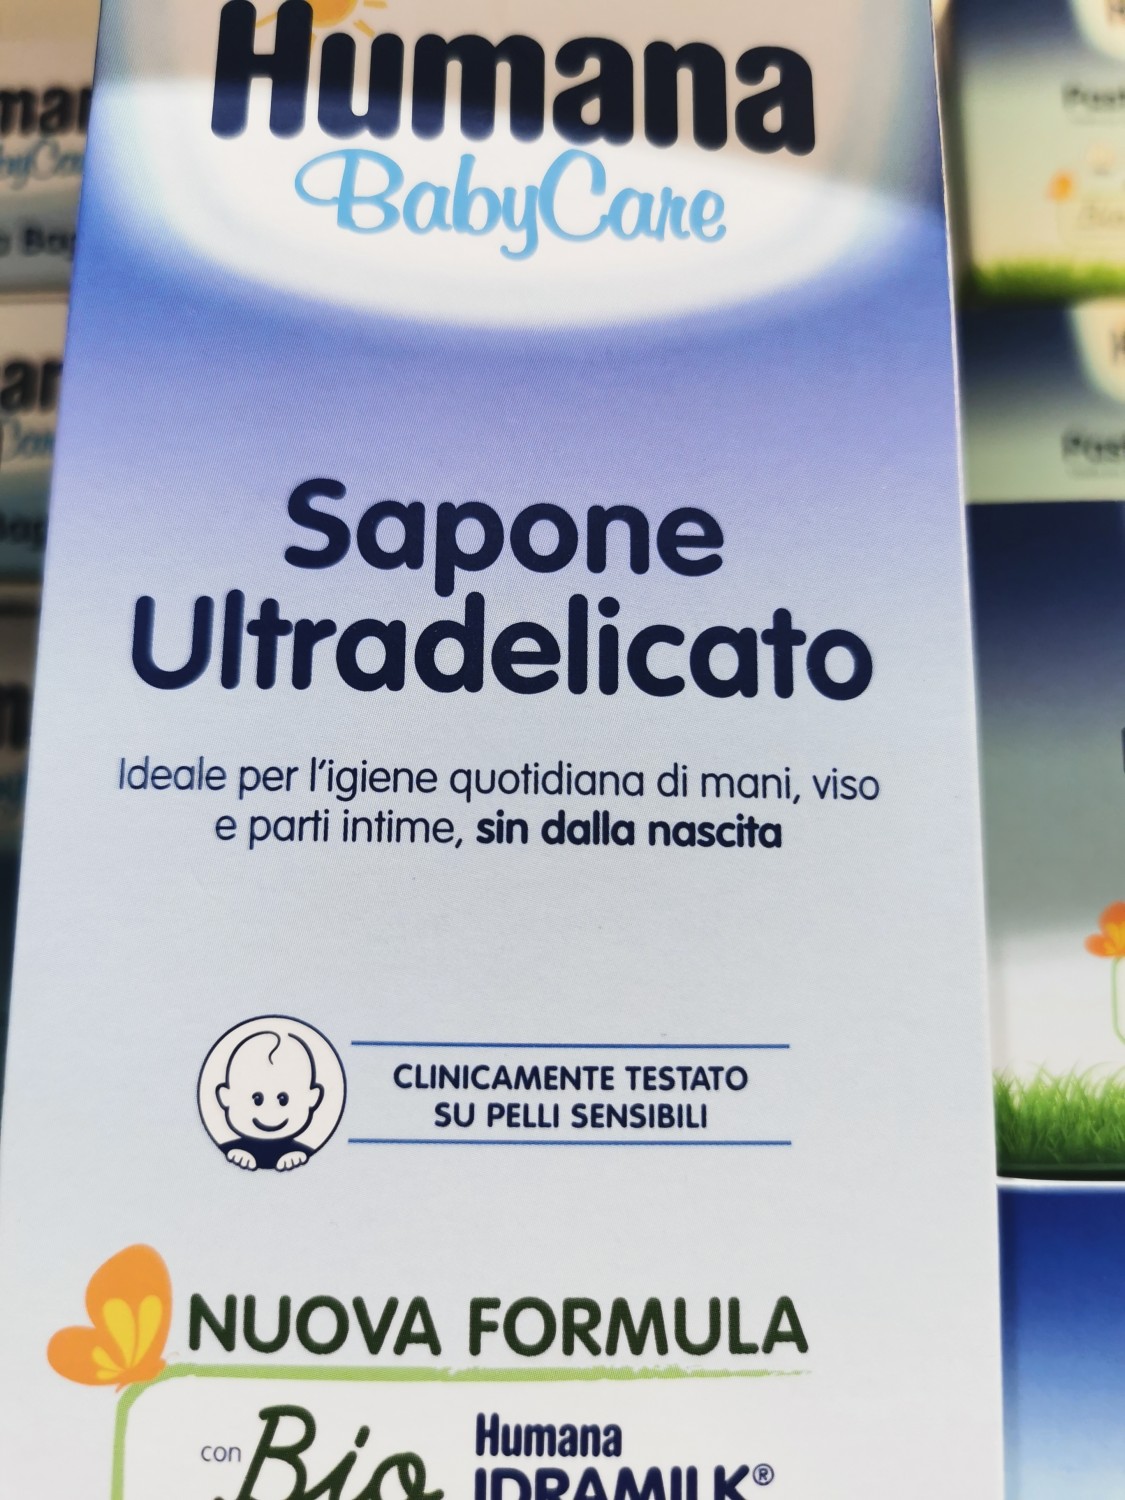 Humana
BabyCare
Sapone
Ultradelicato
Ideale per l'igiene quotidiana di mani, viso
e parti intime, sin dalla nascita
CLINICAMENTE TESTATO
SU PELLI SENSIBILI
NUOVA FORMULA
con Bio Humana
IDRAMILK®